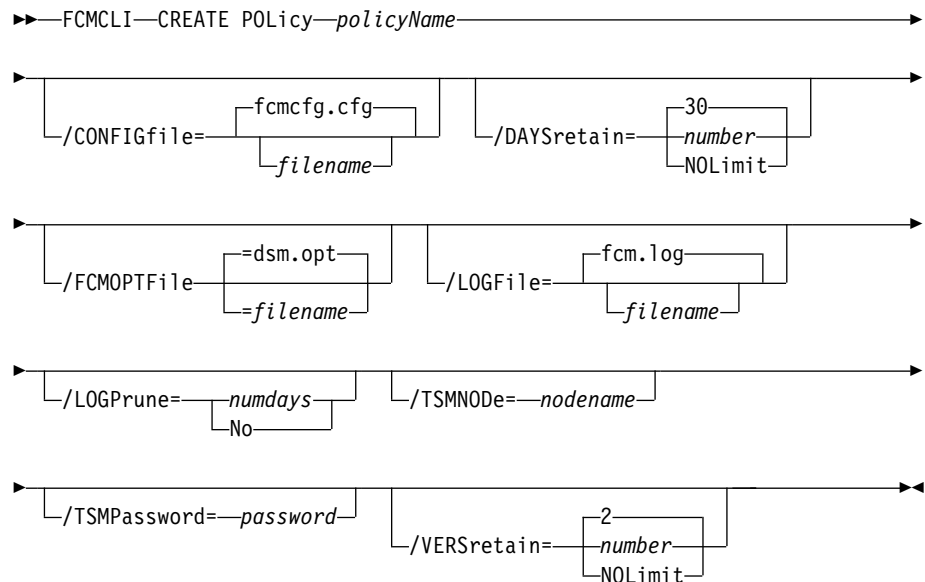 FCMCLI CREATE POLicy policyName
fcmcfg.cfg 30
/CONFIGfile= /DAYSretain= number
filename NOLimit
=dsm.opt fcm.log
/FCMOPTFile /LOGFile=
=filename filename
/LOGPrune= numdays /TSMNODe= nodename
No
/TSMPassword= password 2
/VERSretain= number
NOLimit